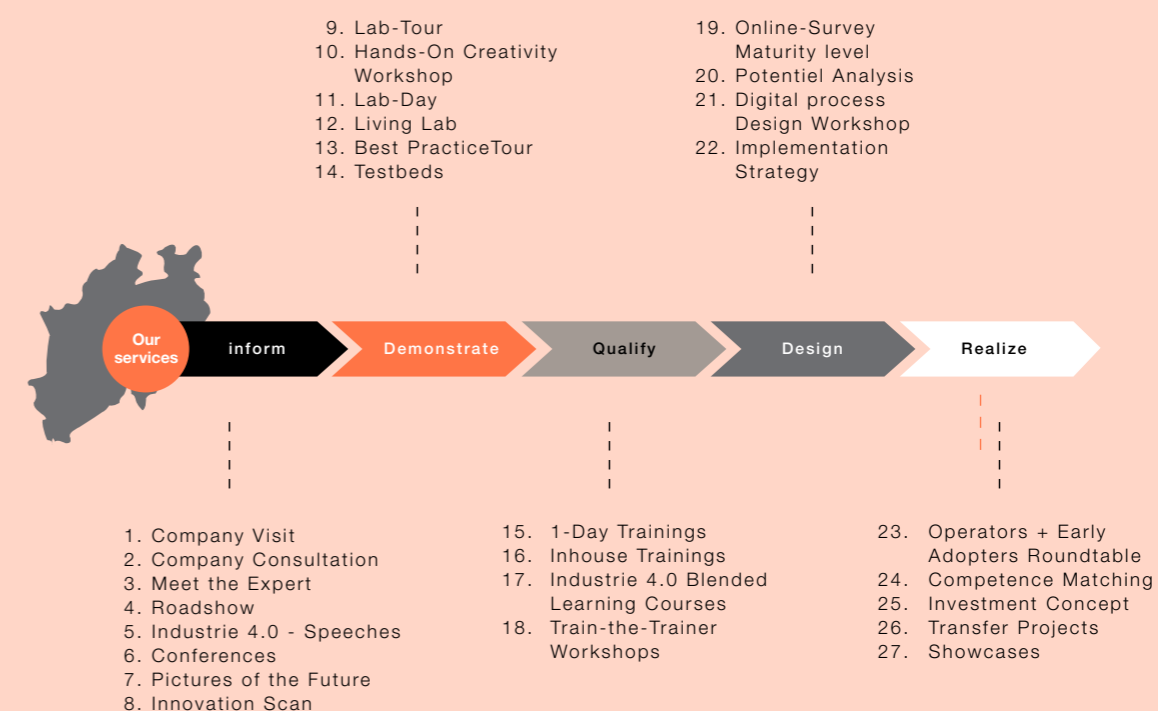 9. Lab-Tour
10. Hands-On Creativity
Workshop
11. Lab-Day
12. Living Lab
13. Best PracticeTour
14. Testbeds
19. Online-Survey
Maturity level
20. Potentiel Analysis
21. Digital process
Design Workshop
22. Implementation
Strategy
Our
services
inform
Demonstrate
Qualify
Design
Realize
1. Company Visit
2. Company Consultation
3. Meet the Expert
4. Roadshow
5. Industrie 4.0 - Speeches
6. Conferences
7. Pictures of the Future
8. Innovation Scan
15. 1-Day Trainings
16. Inhouse Trainings
17. Industrie 4.0 Blended
Learning Courses
18. Train-the-Trainer
Workshops
23. Operators + Early
Adopters Roundtable
24. Competence Matching
25. Investment Concept
26. Transfer Projects
27. Showcases